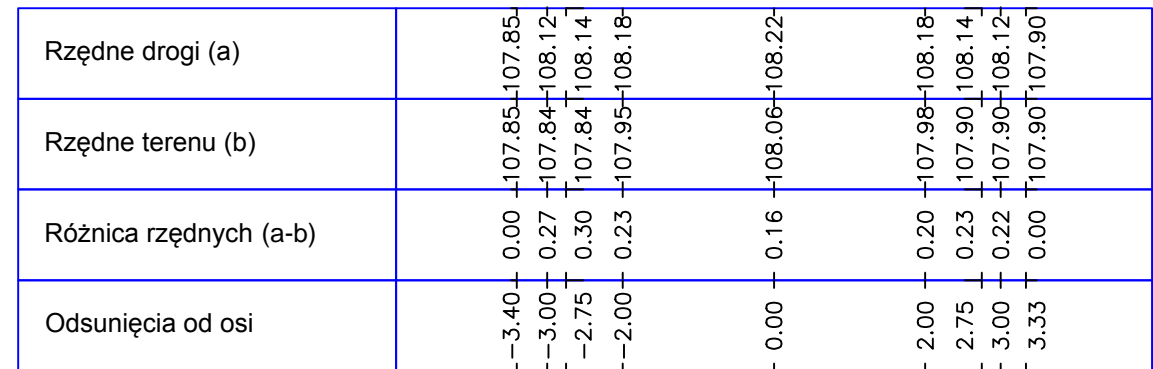 Rzędne drogi (a) 107.85 108.12 108.14 108.18 108.22 108.18 108.14 108.12 107.90
Rzędne terenu (b) 107.85 107.84 107.84 107.95 108.06 107.98 107.90 107.90 107.90
Różnica rzędnych (a-b) 0.00 0.27 0.30 0.23 0.16 0.20 0.23 0.22 0.00
Odsunięcia od osi -3.40 -3.00 -2.75 -2.00 0.00 2.00 2.75 3.00 3.33